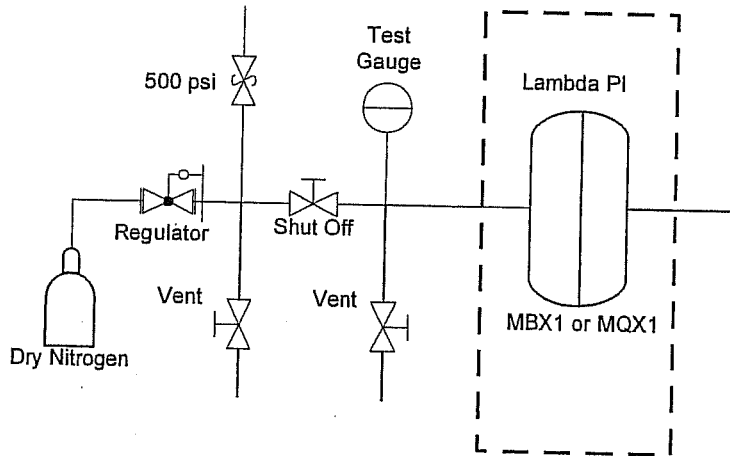 Test
Gauge
500 psi
Lambda PI
Regulator
Shut Off
Vent
Vent
MBX1 or MQX1
Dry Nitrogen